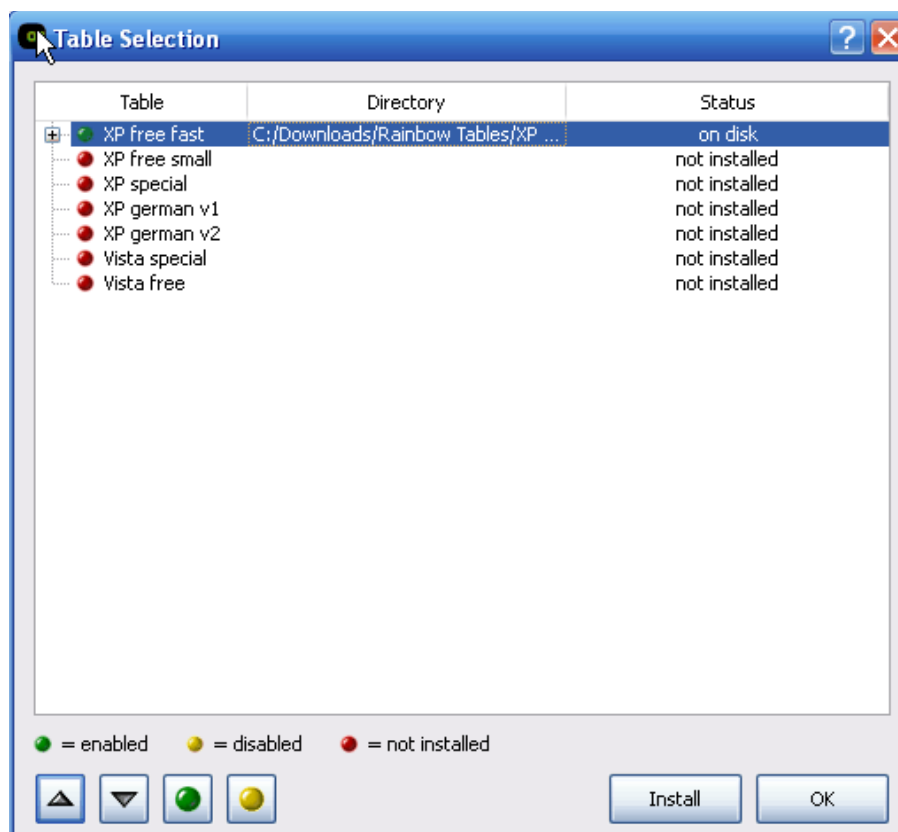 Table Selection
Table Directory Status
XP free fast C:/Downloads/Rainbow Tables/XP ... on disk
XP free small not installed
XP special not installed
XP german v1 not installed
XP german v2 not installed
Vista special not installed
Vista free not installed
= enabled = disabled = not installed
Install OK